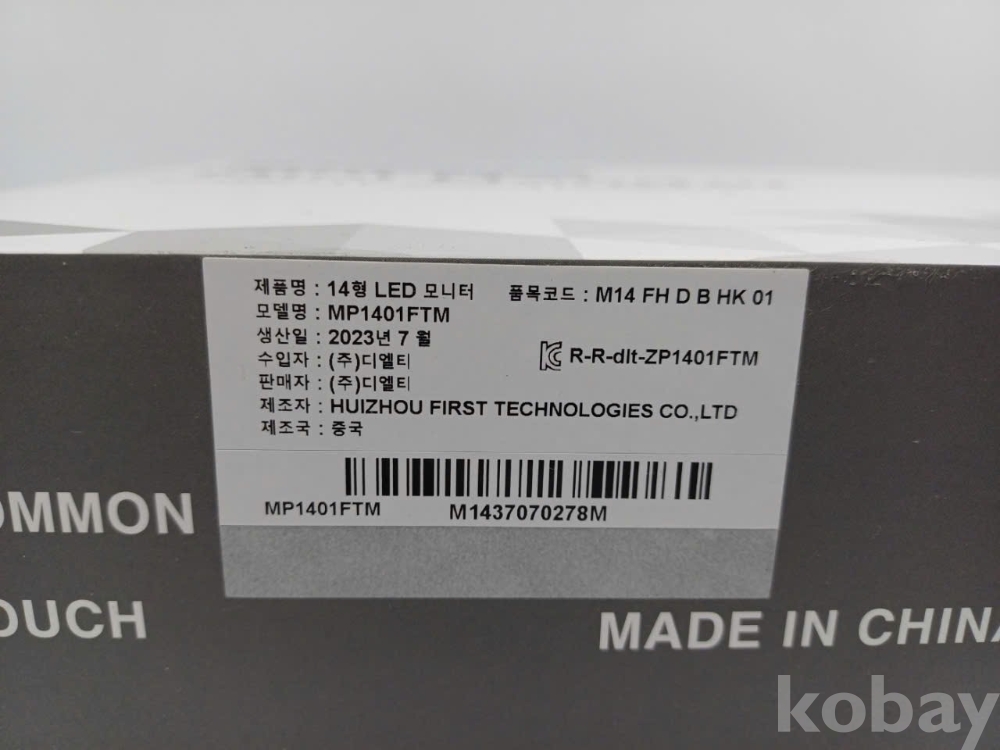 제품명 : 14형 LED 모니터 품목코드 : M14 FH D B HK 01
모델명 : MP1401FTM
생산일 : 2023년 7 월
수입자 : (주)디엘티 R-R-dlt-ZP1401FTM
판매자 : (주)디엘티
제조자 : HUIZHOU FIRST TECHNOLOGIES CO.,LTD
제조국 : 중국
MP1401FTM M1437070278M
OMMON
OUCH
MADE IN CHINA
kobay